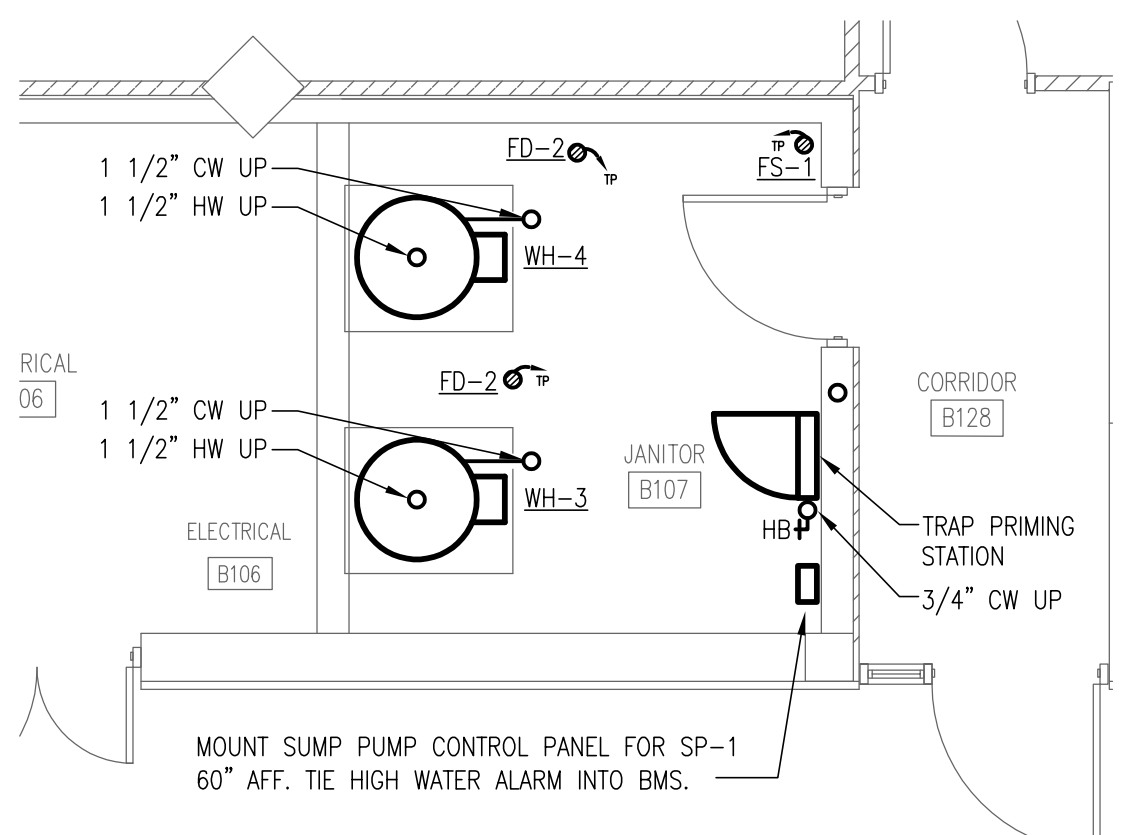 FD-2
TP
TP
FS-1
1 1/2" CW UP
1 1/2" HW UP
WH-4
RICAL
06
FD-2
TP
CORRIDOR
B128
1 1/2" CW UP
1 1/2" HW UP
JANITOR
B107
WH-3
ELECTRICAL
B106
HB
TRAP PRIMING
STATION
3/4" CW UP
MOUNT SUMP PUMP CONTROL PANEL FOR SP-1
60" AFF. TIE HIGH WATER ALARM INTO BMS.